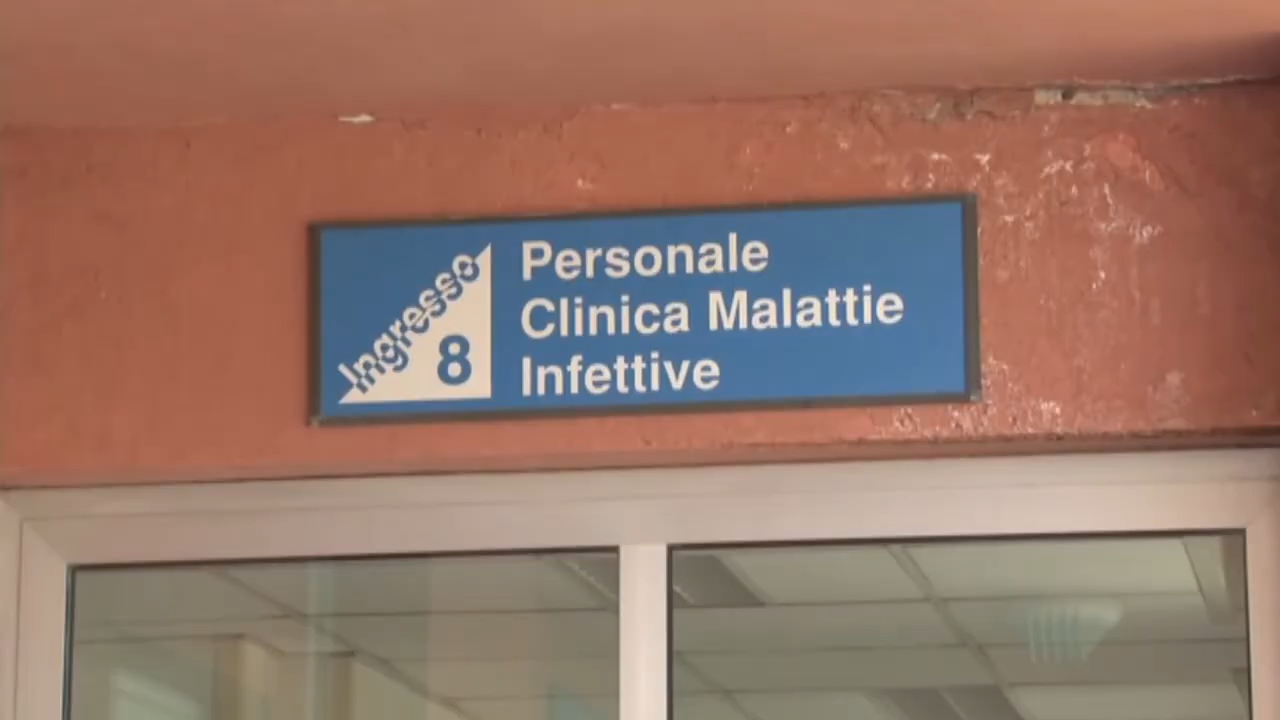 Ingresso
8
Personale
Clinica Malattie
Infettive